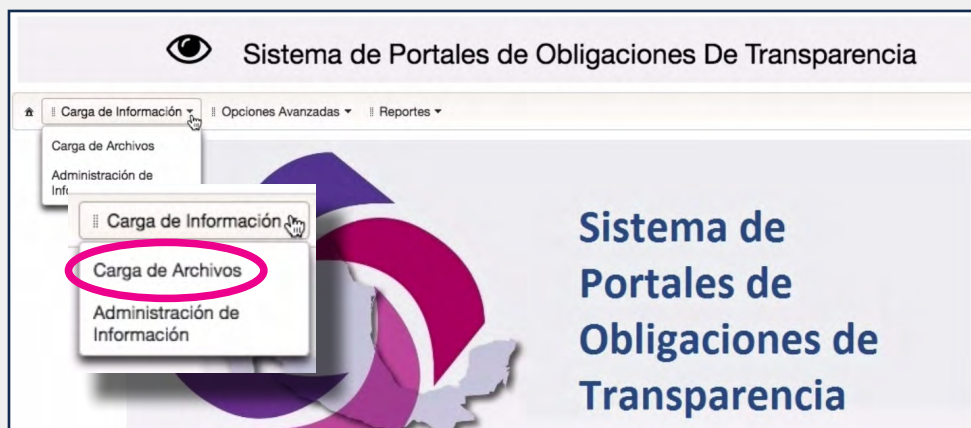 Sistema de Portales de Obligaciones De Transparencia
Carga de Información Opciones Avanzadas Reportes
Carga de Archivos
Administración de
Carga de Información
Carga de Archivos
Administración de
Información
Sistema de
Portales de
Obligaciones de
Transparencia